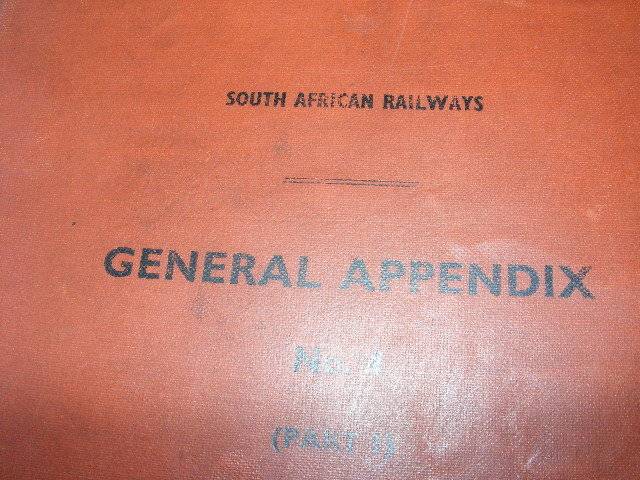 SOUTH AFRICAN RAILWAYS
GENERAL APPENDIX
No.
(PART I)